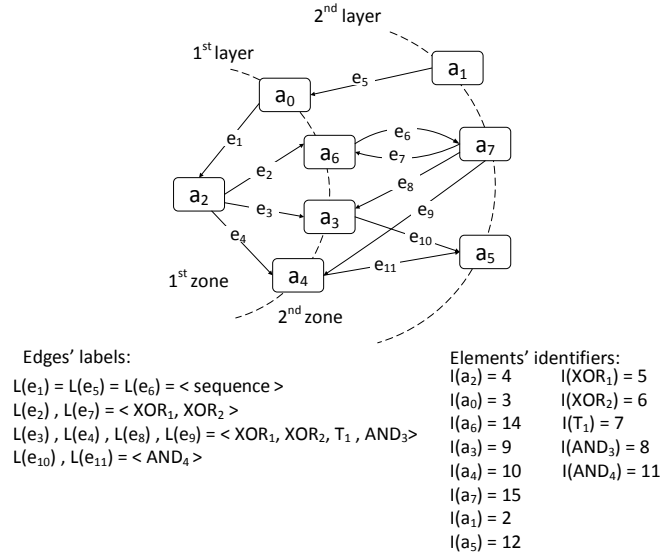 2nd layer
1st layer
a1
e5
a0
e1
e6
a6
e2
e7
a7
a2
e8
e3
a3
e9
e4
e10
a5
a4
e11
1st zone
2nd zone
Edges' labels:
L(e1) = L(e5) = L(e6) = < sequence >
L(e2) , L(e7) = < XOR1, XOR2 >
L(e3) , L(e4) , L(e8) , L(e9) = < XOR1, XOR2, T1 , AND3>
L(e10) , L(e11) = < AND4 >
Elements' identifiers:
I(a2) = 4 I(XOR1) = 5
I(a0) = 3 I(XOR2) = 6
I(a6) = 14 I(T1) = 7
I(a3) = 9 I(AND3) = 8
I(a4) = 10 I(AND4) = 11
I(a7) = 15
I(a1) = 2
I(a5) = 12